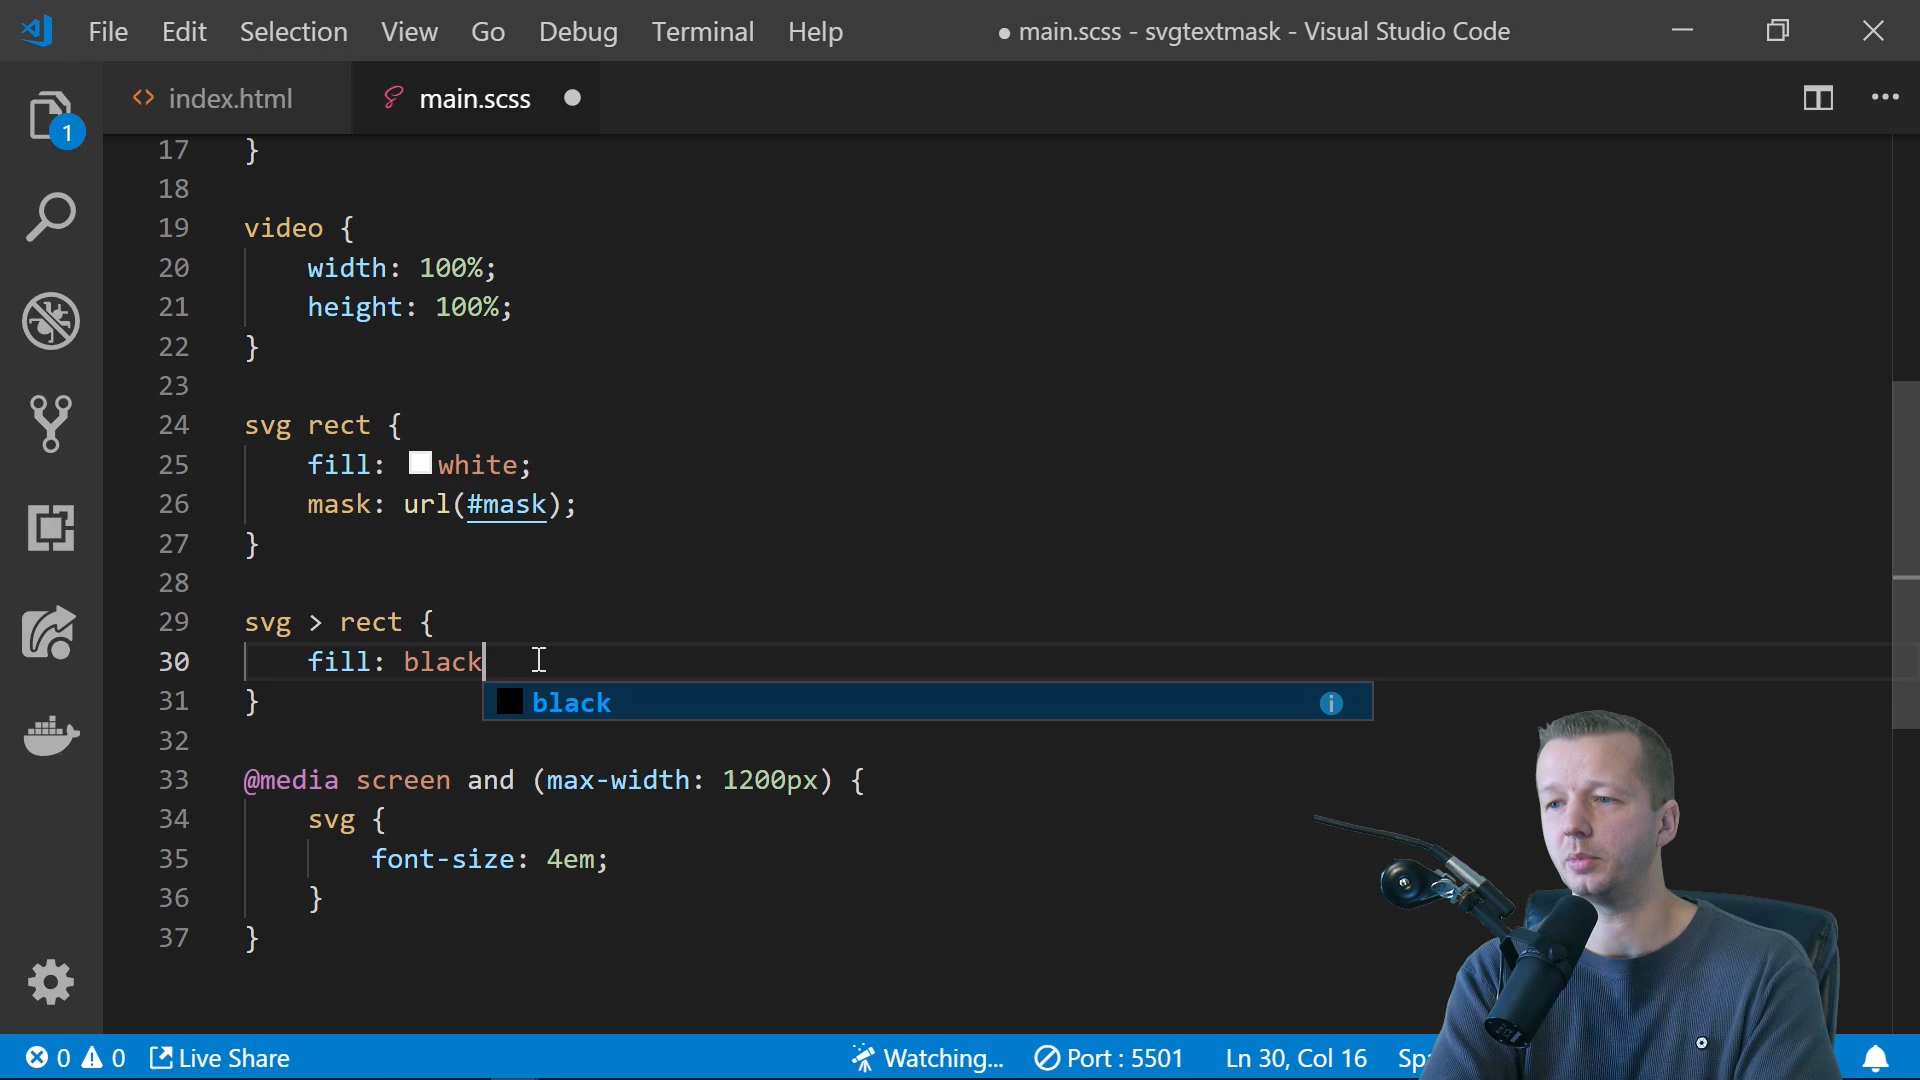 File Edit Selection View Go Debug Terminal Help ● main.scss - svgtextmask - Visual Studio Code
<> index.html main.scss ●
1
17 }
18
19 video {
20 width: 100%;
21 height: 100%;
22 }
23
24 svg rect {
25 fill: white;
26 mask: url(#mask);
27 }
28
29 svg > rect {
30 fill: black
31 }
black
32
33 @media screen and (max-width: 1200px) {
34 svg {
35 font-size: 4em;
36 }
37 }
0 0 Live Share Watching... Port : 5501 Ln 30, Col 16